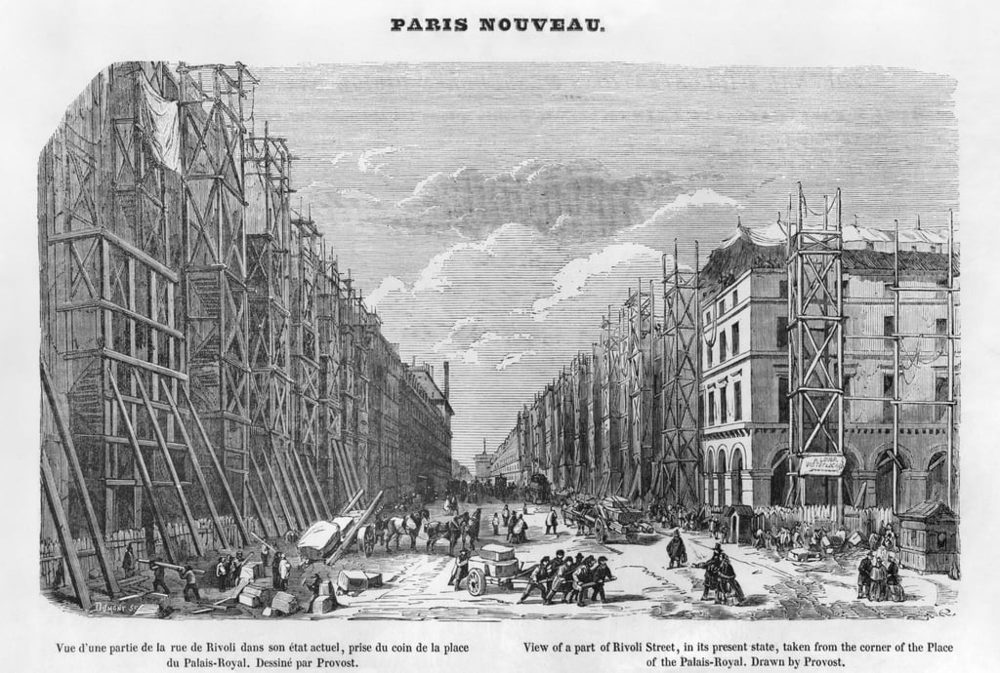 PARIS NOUVEAU.
A LOUER
DUMONT SC
Vue d'une partie de la rue de Rivoli dans son état actuel, prise du coin de la place
du Palais-Royal. Dessiné par Provost.
View of a part of Rivoli Street, in its present state, taken from the corner of the Place
of the Palais-Royal. Drawn by Provost.